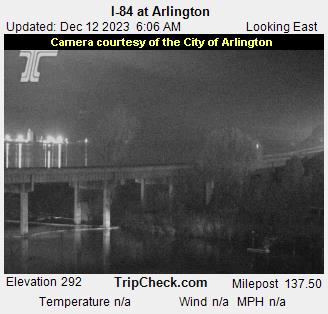 I-84 at Arlington
Updated: Dec 12 2023 6:06 AM Looking East
Camera courtesy of the City of Arlington
Elevation 292 TripCheck.com Milepost 137.50
Temperature n/a Wind n/a MPH n/a